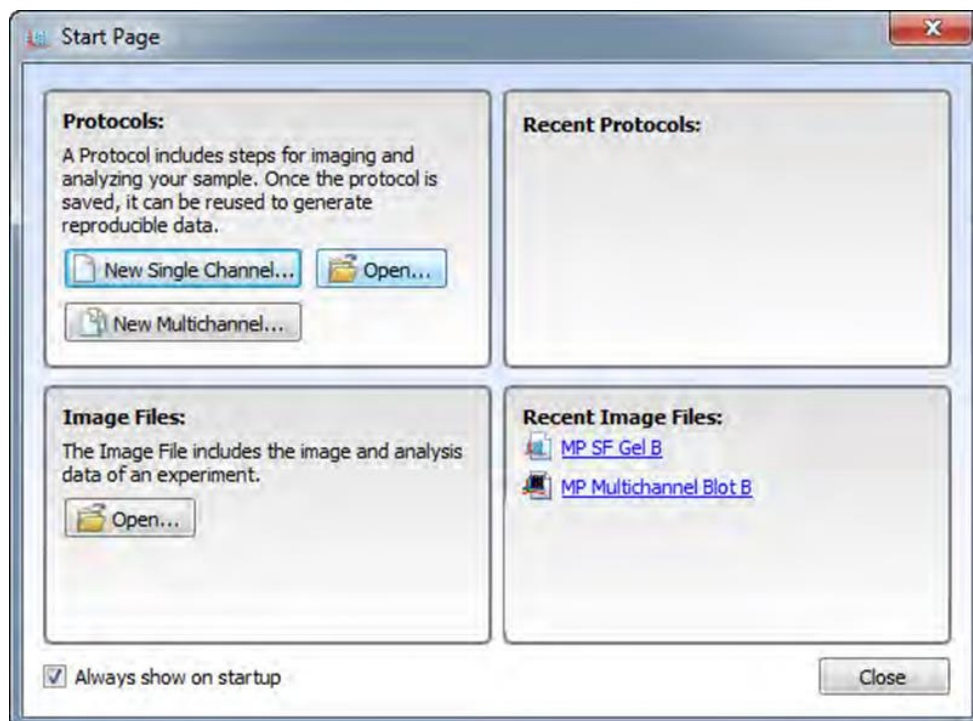 Start Page
Protocols:
A Protocol includes steps for imaging and
analyzing your sample. Once the protocol is
saved, it can be reused to generate
reproducible data.
New Single Channel...
Open...
New Multichannel...
Recent Protocols:
Image Files:
The Image File includes the image and analysis
data of an experiment.
Open...
Recent Image Files:
MP SF Gel B
MP Multichannel Blot B
Always show on startup
Close